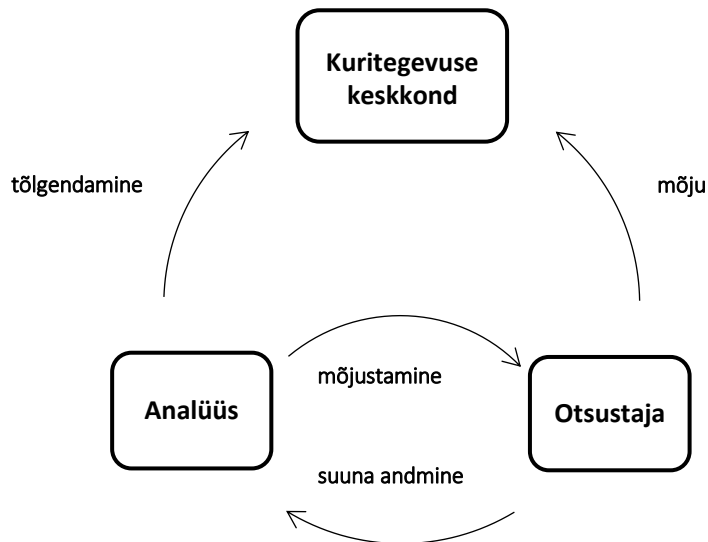 Kuritegevuse
keskkond
tõlgendamine
mõju
mõjustamine
Analüüs
Otsustaja
suuna andmine